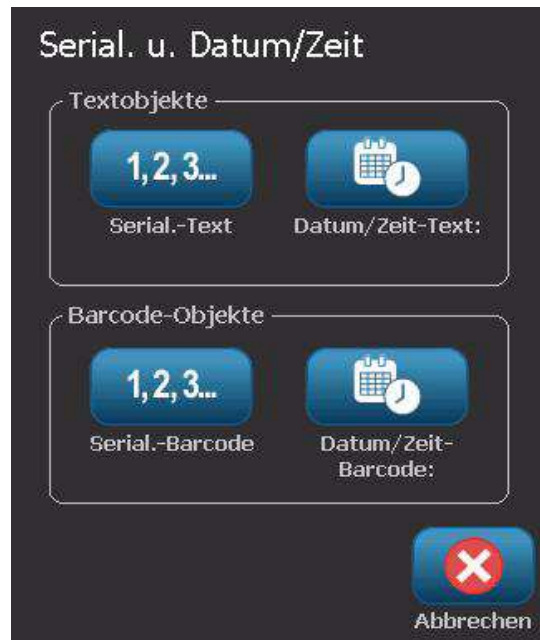 Serial. u. Datum/Zeit
Textobjekte
1, 2, 3...
Serial.-Text
Datum/Zeit-Text:
Barcode-Objekte
1, 2, 3...
Serial.-Barcode
Datum/Zeit-
Barcode:
Abbrechen